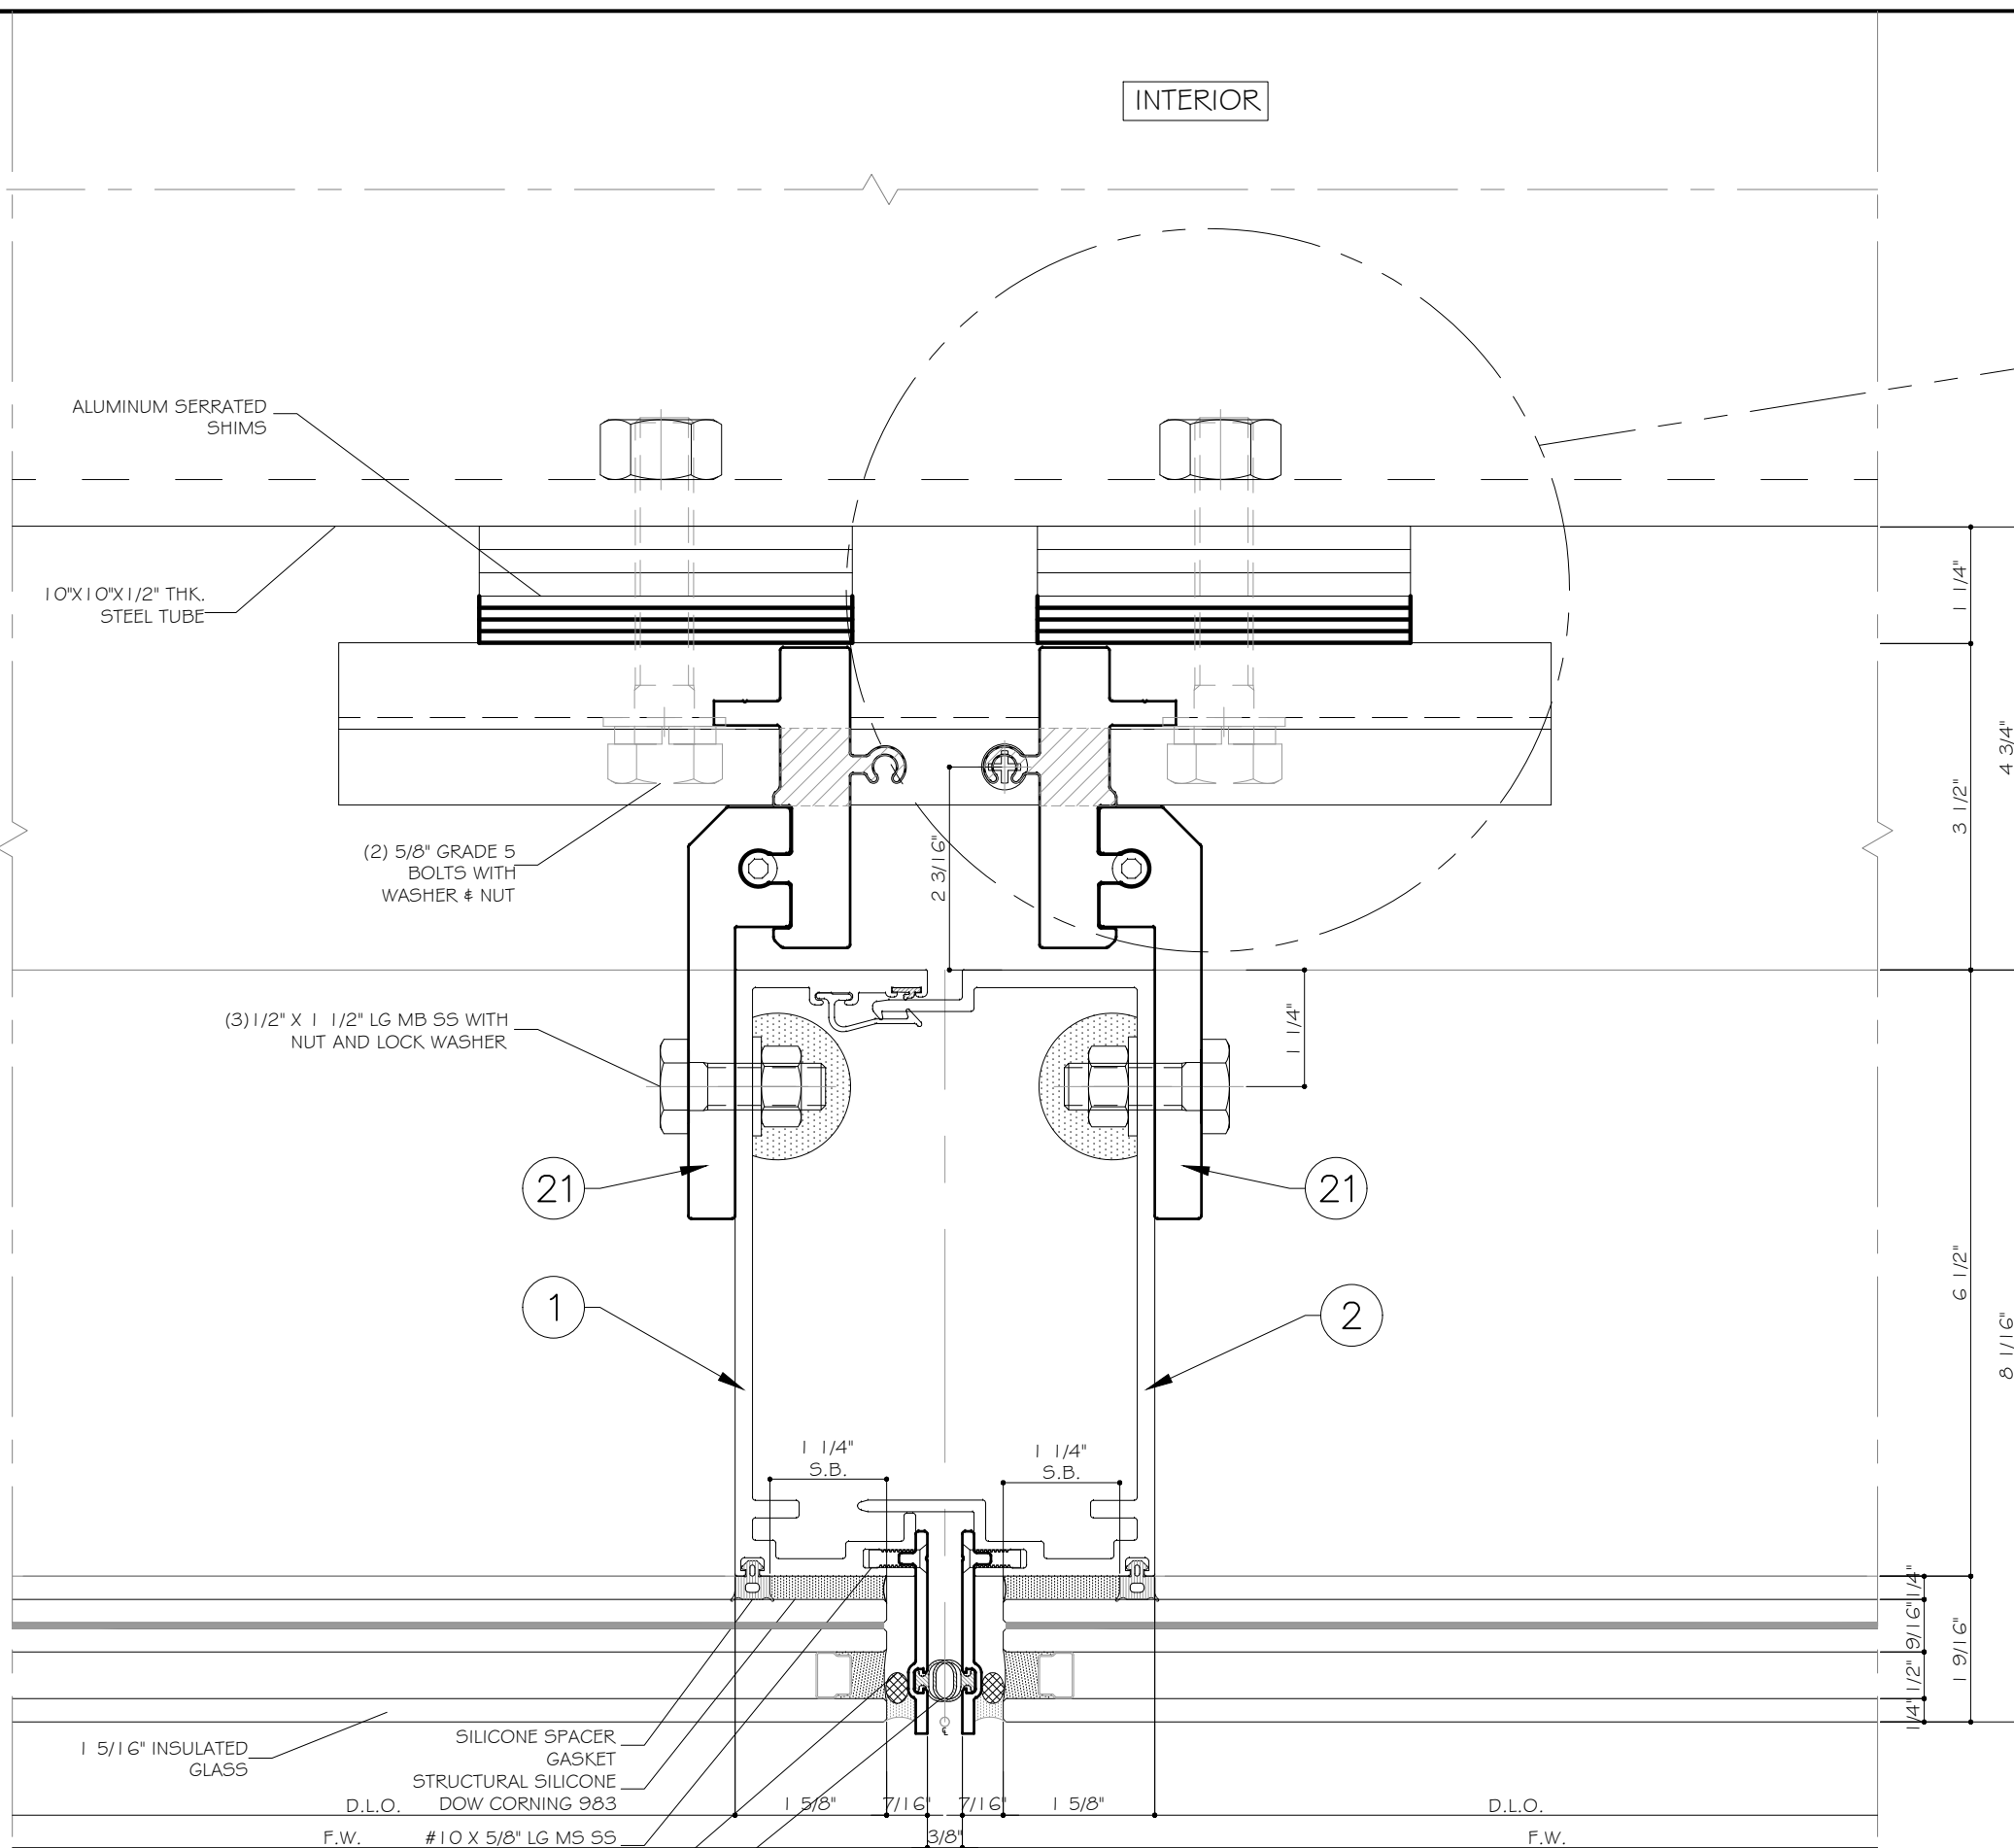 INTERIOR
ALUMINUM SERRATED
SHIMS
10"X10"X1/2" THK.
STEEL TUBE
1 1/4"
4 3/4"
3 1/2"
(2) 5/8" GRADE 5
BOLTS WITH
WASHER & NUT
2 3/16"
(3)1/2" X 1 1/2" LG MB SS WITH
NUT AND LOCK WASHER
1 1/4"
21
21
1
2
6 1/2"
8 1/16"
1 1/4"
S.B.
1 1/4"
S.B.
1/4"
9/16"
1/2"
1/4"
1 9/16"
1 5/16" INSULATED
GLASS
SILICONE SPACER
GASKET
STRUCTURAL SILICONE
DOW CORNING 983
#10 X 5/8" LG MS SS
D.L.O.
1 5/8"
7/16"
7/16"
1 5/8"
D.L.O.
F.W.
3/8"
F.W.